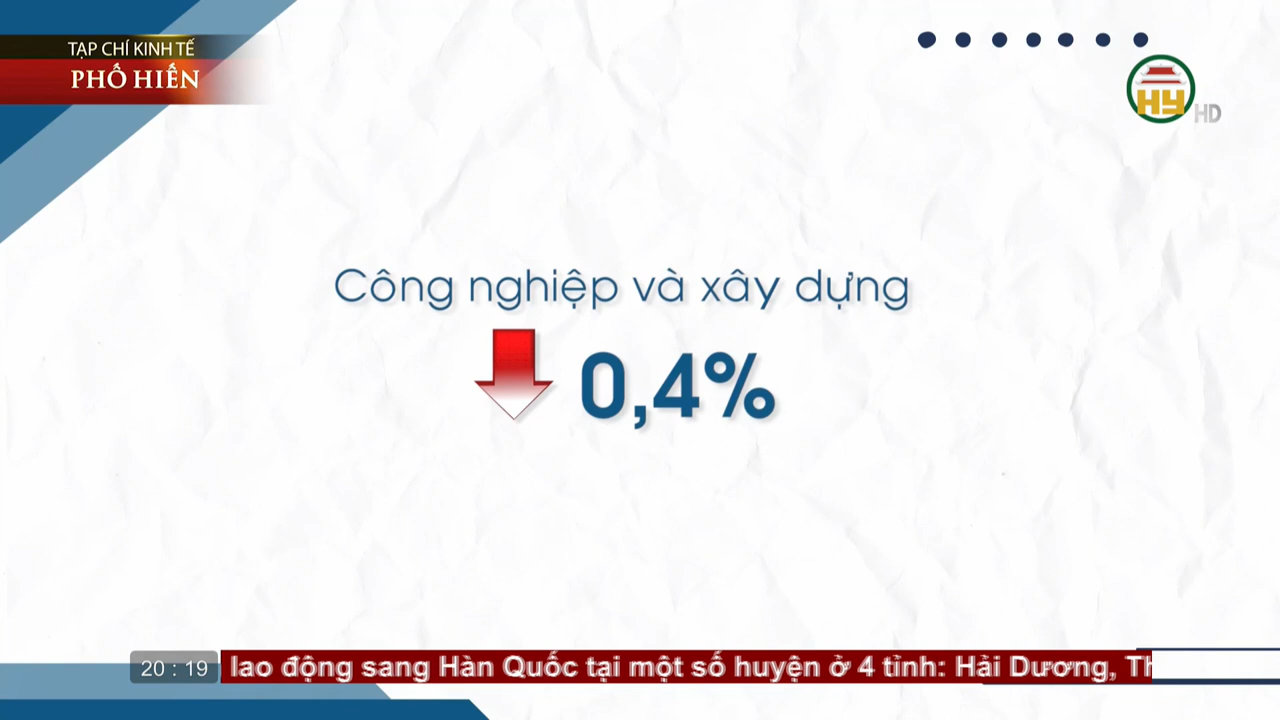 TẠP CHÍ KINH TẾ
PHỐ HIẾN
HY HD
Công nghiệp và xây dựng
0,4%
20 : 19
lao động sang Hàn Quốc tại một số huyện ở 4 tỉnh: Hải Dương, Th